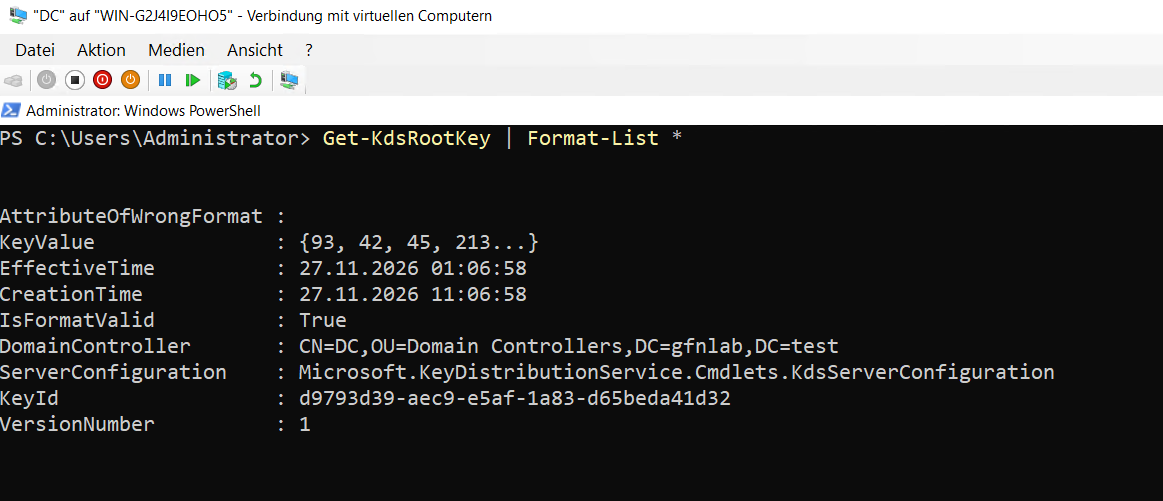 "DC" auf "WIN-G2J4I9EOHO5" - Verbindung mit virtuellen Computern
Datei Aktion Medien Ansicht ?
Administrator: Windows PowerShell
PS C:\Users\Administrator> Get-KdsRootKey | Format-List *
AttributeOfWrongFormat :
KeyValue : {93, 42, 45, 213...}
EffectiveTime : 27.11.2026 01:06:58
CreationTime : 27.11.2026 11:06:58
IsFormatValid : True
DomainController : CN=DC,OU=Domain Controllers,DC=gfnlab,DC=test
ServerConfiguration : Microsoft.KeyDistributionService.Cmdlets.KdsServerConfiguration
KeyId : d9793d39-aec9-e5af-1a83-d65beda41d32
VersionNumber : 1